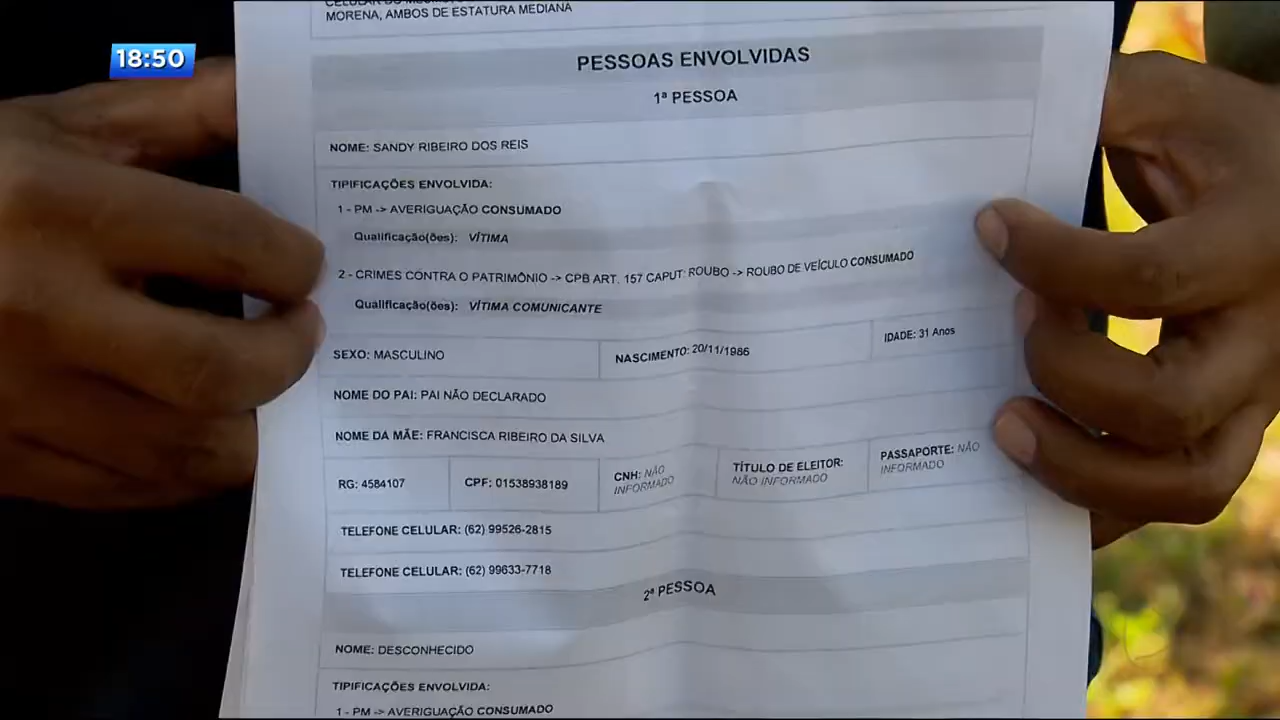 MORENA, AMBOS DE ESTATURA MEDIANA
18:50
PESSOAS ENVOLVIDAS
1ª PESSOA
NOME: SANDY RIBEIRO DOS REIS
TIPIFICAÇÕES ENVOLVIDA:
1 - PM -> AVERIGUAÇÃO CONSUMADO
Qualificação(ões): VÍTIMA
2 - CRIMES CONTRA O PATRIMÔNIO -> CPB ART. 157 CAPUT: ROUBO -> ROUBO DE VEÍCULO CONSUMADO
Qualificação(ões): VÍTIMA COMUNICANTE
SEXO: MASCULINO NASCIMENTO: 20/11/1986 IDADE: 31 Anos
NOME DO PAI: PAI NÃO DECLARADO
NOME DA MÃE: FRANCISCA RIBEIRO DA SILVA
RG: 4584107 CPF: 01538938189 CNH: NÃO INFORMADO TÍTULO DE ELEITOR: NÃO INFORMADO PASSAPORTE: NÃO INFORMADO
TELEFONE CELULAR: (62) 99526-2815
TELEFONE CELULAR: (62) 99633-7718
2ª PESSOA
NOME: DESCONHECIDO
TIPIFICAÇÕES ENVOLVIDA:
1 - PM -> AVERIGUAÇÃO CONSUMADO